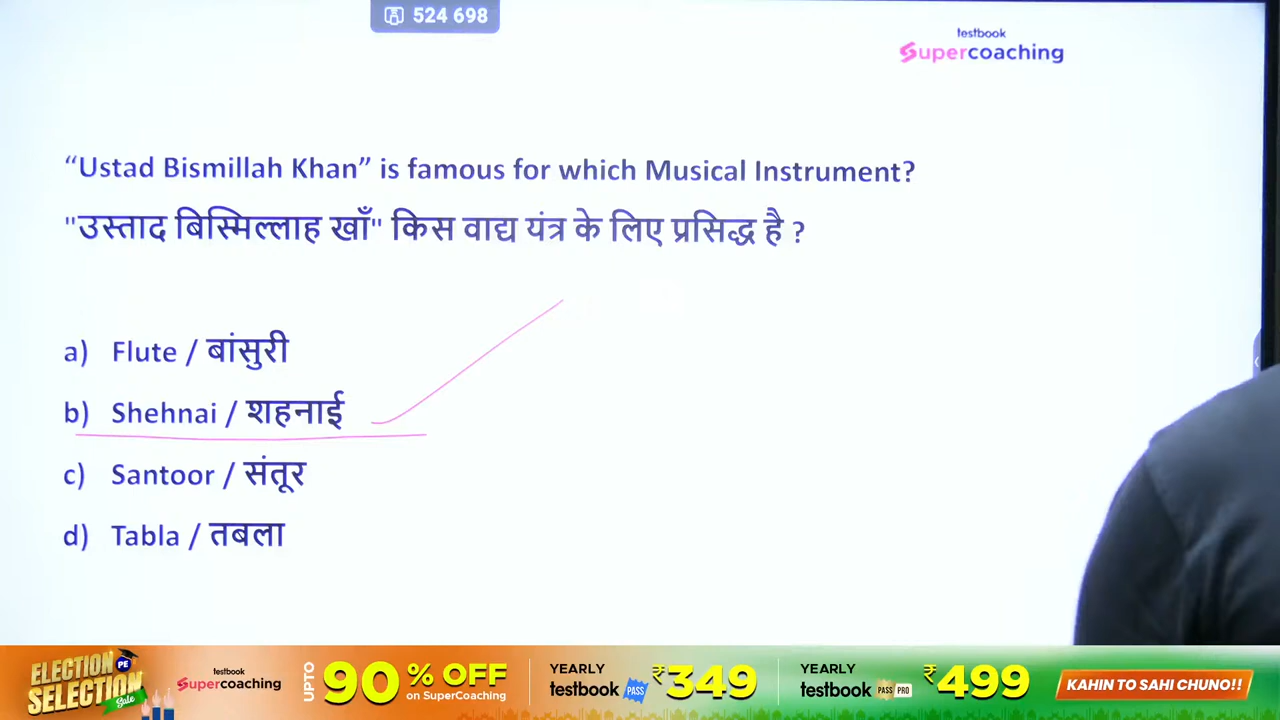 524 698
testbook
Supercoaching
“Ustad Bismillah Khan” is famous for which Musical Instrument?
"उस्ताद बिस्मिल्लाह खाँ" किस वाद्य यंत्र के लिए प्रसिद्ध है ?
a) Flute / बांसुरी
b) Shehnai / शहनाई
c) Santoor / संतूर
d) Tabla / तबला
ELECTION PE SELECTION Sale
testbook
Supercoaching
UPTO 90% OFF on SuperCoaching
YEARLY testbook PASS ₹349
YEARLY testbook PASS PRO ₹499
KAHIN TO SAHI CHUNO!!